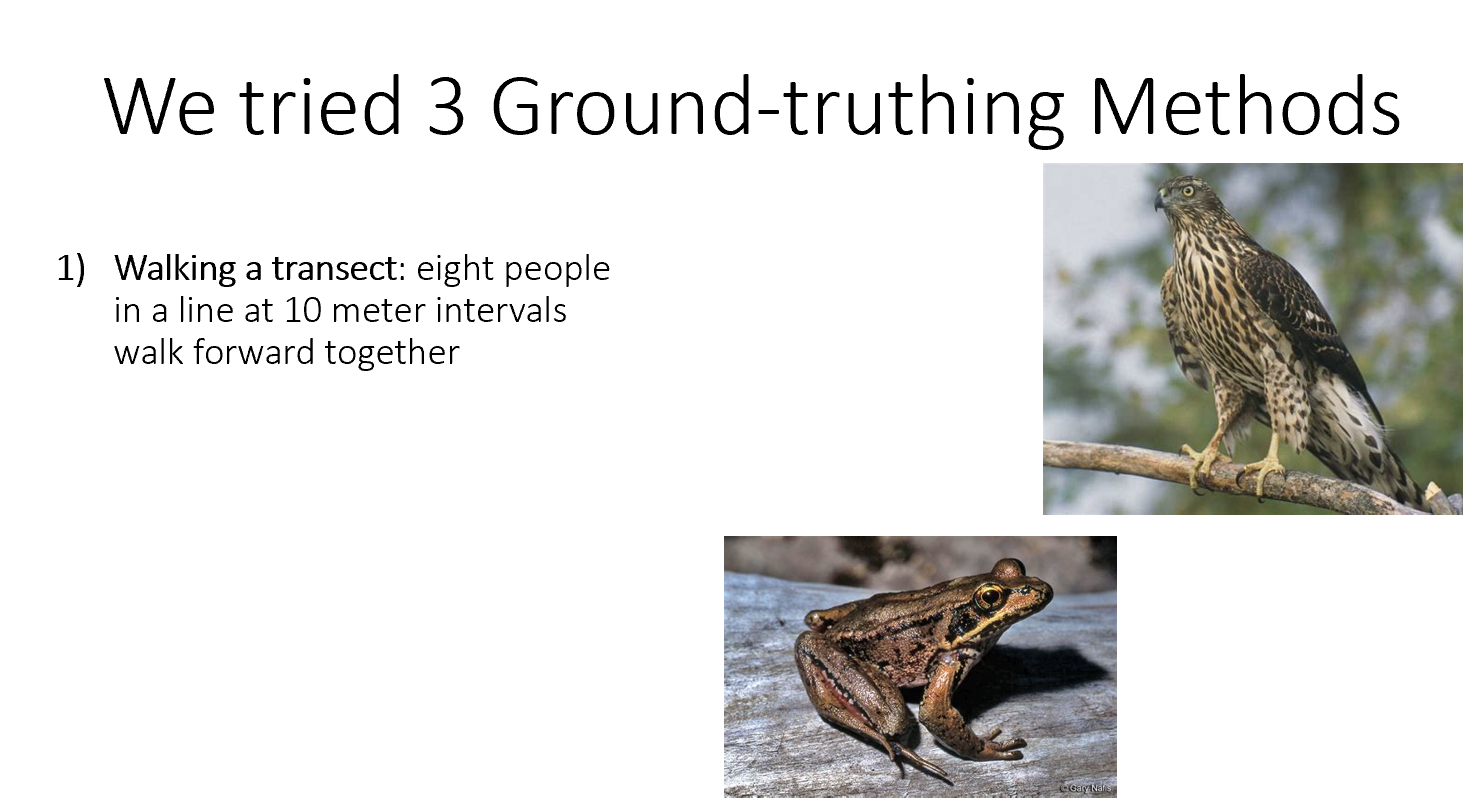 We tried 3 Ground-truthing Methods
1) Walking a transect: eight people
in a line at 10 meter intervals
walk forward together
© Gary Nafis